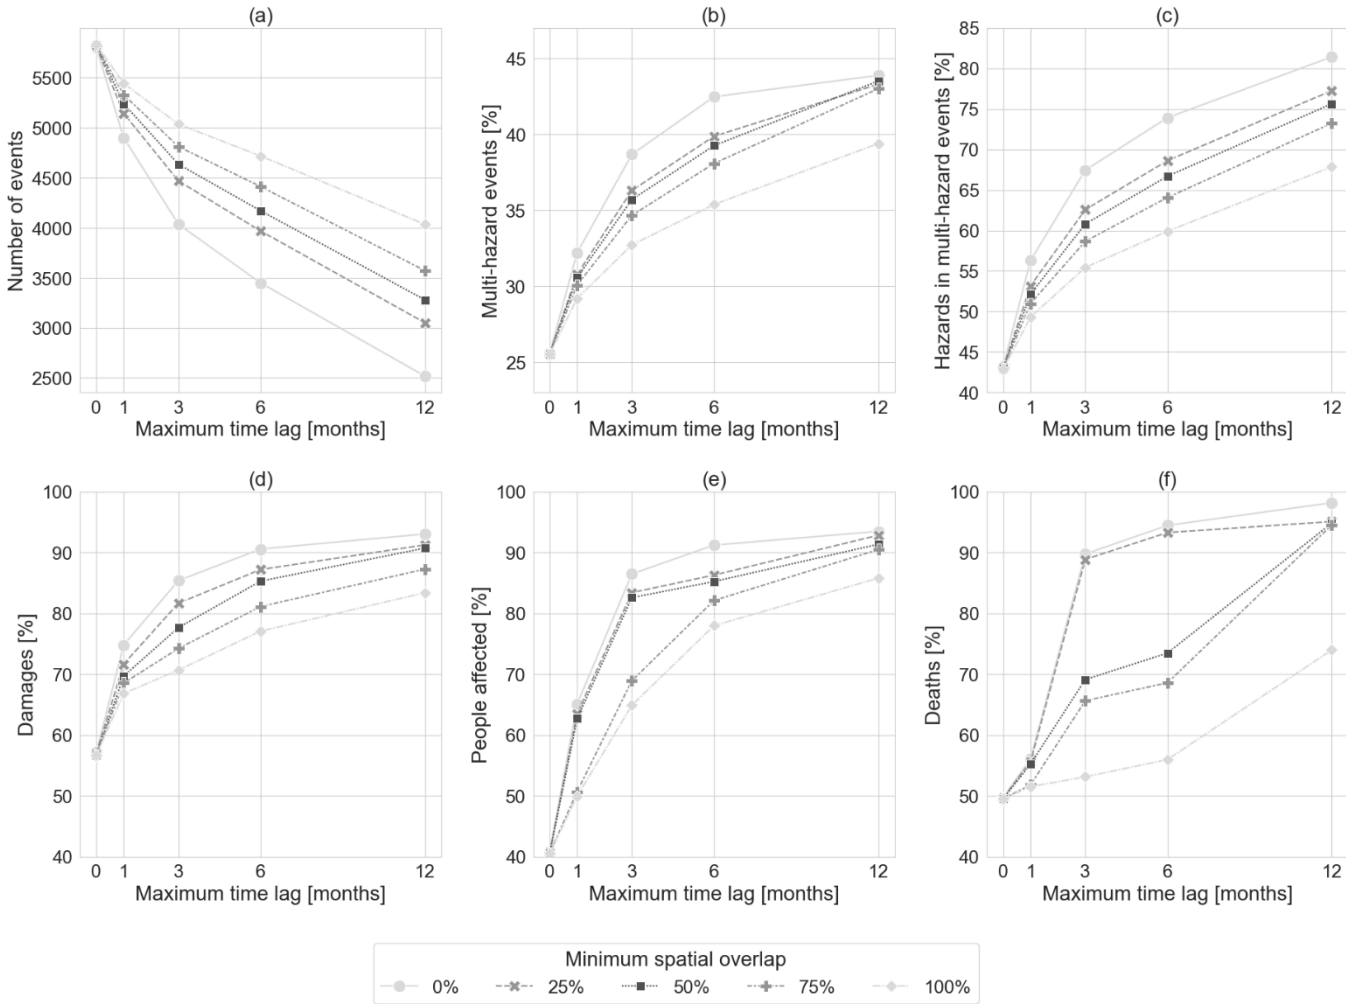 (a)
Number of events
5500
5000
4500
4000
3500
3000
2500
0 1 3 6 12
Maximum time lag [months]
(b)
Multi-hazard events [%]
45
40
35
30
25
0 1 3 6 12
Maximum time lag [months]
(c)
Hazards in multi-hazard events [%]
85
80
75
70
65
60
55
50
45
40
0 1 3 6 12
Maximum time lag [months]
(d)
Damages [%]
100
90
80
70
60
50
40
0 1 3 6 12
Maximum time lag [months]
(e)
People affected [%]
100
90
80
70
60
50
40
0 1 3 6 12
Maximum time lag [months]
(f)
Deaths [%]
100
90
80
70
60
50
40
0 1 3 6 12
Maximum time lag [months]
Minimum spatial overlap
0% 25% 50% 75% 100%